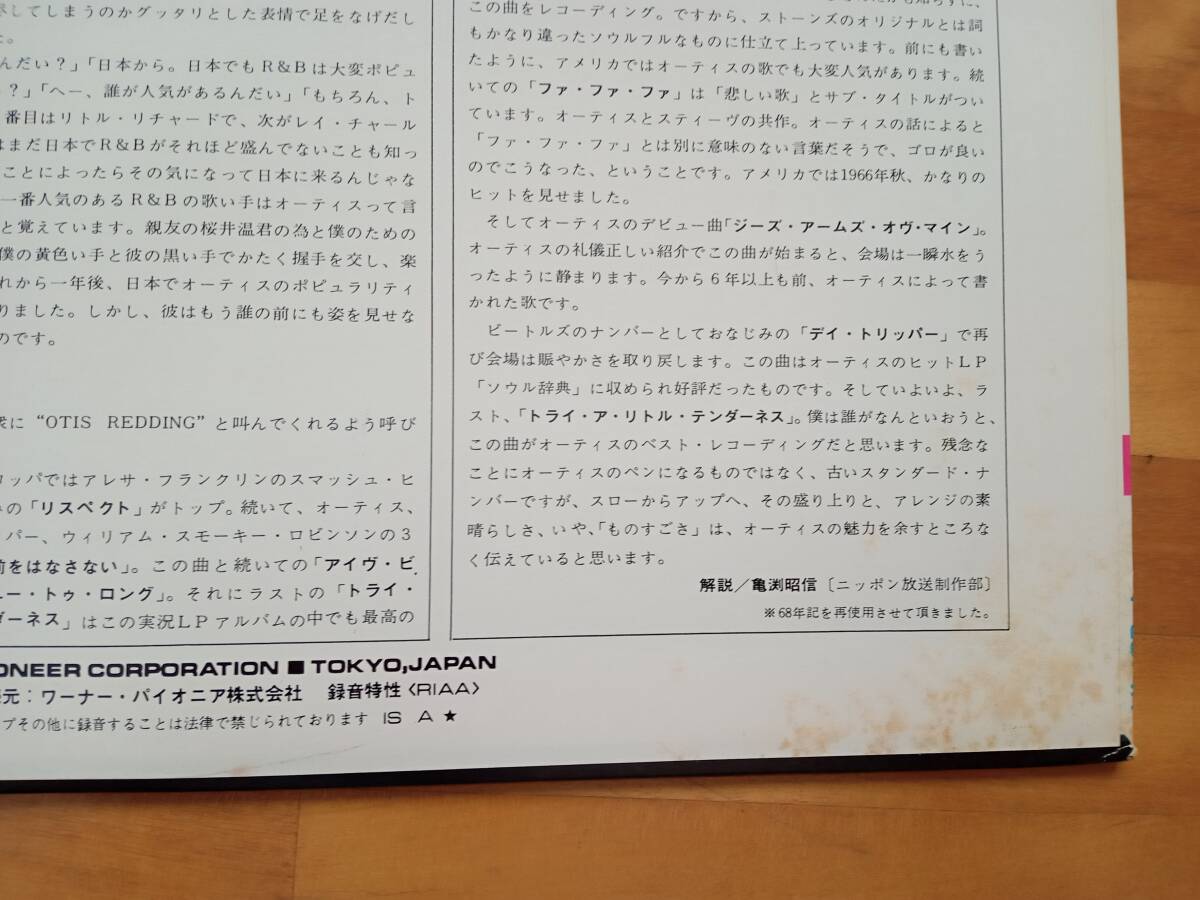 してしまうのかグッタリとした表情で足をなげだし
た。
んだい？」「日本から。日本でもR＆Bは大変ポピュ
？」「へー、誰が人気があるんだい」「もちろん、ト
番目はリトル・リチャードで、次がレイ・チャール
はまだ日本でR＆Bがそれほど盛んでないことも知っ
ことによったらその気になって日本に来るんじゃな
一番人気のあるR＆Bの歌い手はオーティスって言
と覚えています。親友の桜井温君の為と僕のための
僕の黄色い手と彼の黒い手でかたく握手を交し、楽
れから一年後、日本でオーティスのポピュラリティ
りました。しかし、彼はもう誰の前にも姿を見せな
のです。
衆に “OTIS REDDING” と叫んでくれるよう呼び
ロッパではアレサ・フランクリンのスマッシュ・ヒ
の「リスペクト」がトップ。続いて、オーティス、
パー、ウィリアム・スモーキー・ロビンソンの3
前をはなさない」。この曲と続いての「アイヴ・ビ
ー・トゥ・ロング」。それにラストの「トライ・
ダーネス」はこの実況LPアルバムの中でも最高の
この曲をレコーディング。ですから、ストーンズのオリジナルとは詞
もかなり違ったソウルフルなものに仕立て上っています。前にも書い
たように、アメリカではオーティスの歌でも大変人気があります。続
いての「ファ・ファ・ファ」は「悲しい歌」とサブ・タイトルがつい
ています。オーティスとスティーヴの共作。オーティスの話によると
「ファ・ファ・ファ」とは別に意味のない言葉だそうで、ゴロが良い
のでこうなった、ということです。アメリカでは1966年秋、かなりの
ヒットを見せました。
そしてオーティスのデビュー曲「ジーズ・アームズ・オヴ・マイン」。
オーティスの礼儀正しい紹介でこの曲が始まると、会場は一瞬水をう
ったように静まります。今から6年以上も前、オーティスによって書
かれた歌です。
ビートルズのナンバーとしておなじみの「デイ・トリッパー」で再
び会場は賑やかさを取り戻します。この曲はオーティスのヒットLP
「ソウル辞典」に収められ好評だったものです。そしていよいよ、ラ
スト、「トライ・ア・リトル・テンダーネス」。僕は誰がなんといおうと、
この曲がオーティスのベスト・レコーディングだと思います。残念な
ことにオーティスのペンになるものではなく、古いスタンダード・ナ
ンバーですが、スローからアップへ、その盛り上りと、アレンジの素
晴らしさ、いや、「ものすごさ」は、オーティスの魅力を余すところな
く伝えていると思います。
解説／亀渕昭信〔ニッポン放送制作部〕
※68年記を再使用させて頂きました。
ONEER CORPORATION ■ TOKYO,JAPAN
元：ワーナー・パイオニア株式会社 録音特性〈RIAA〉
プその他に録音することは法律で禁じられております IS A ★